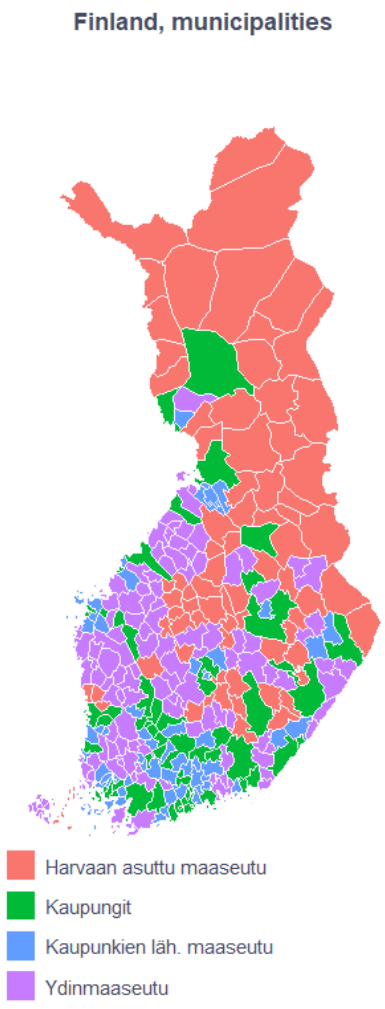 Finland, municipalities
Harvaan asuttu maaseutu
Kaupungit
Kaupunkien läh. maaseutu
Ydinmaaseutu